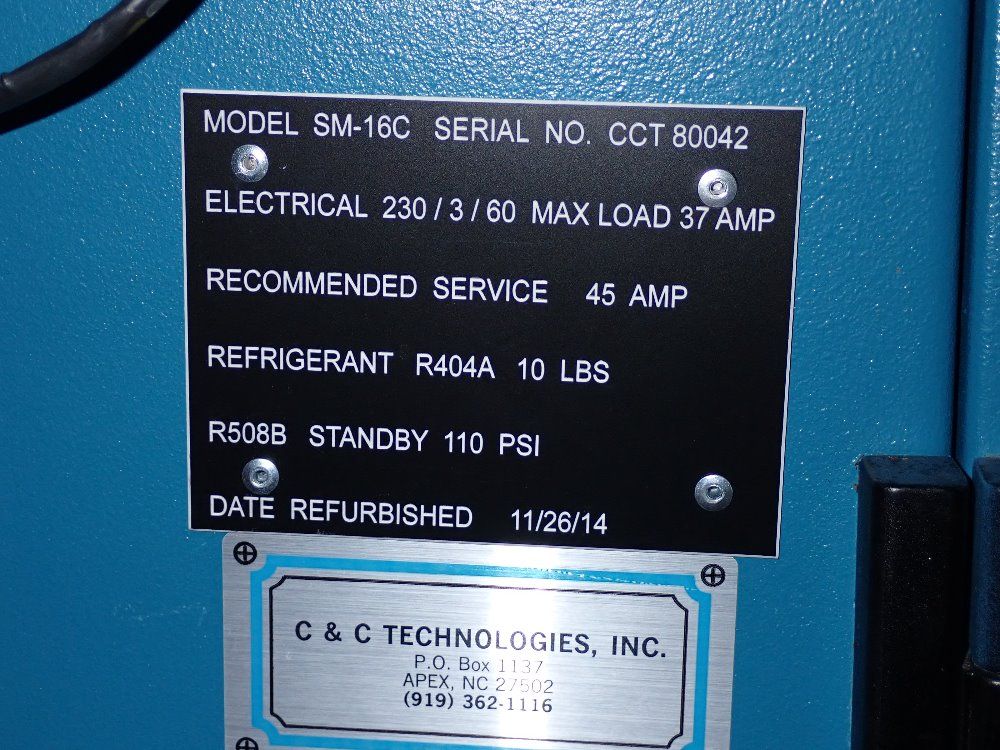 MODEL SM-16C SERIAL NO. CCT 80042
ELECTRICAL 230 / 3 / 60 MAX LOAD 37 AMP
RECOMMENDED SERVICE 45 AMP
REFRIGERANT R404A 10 LBS
R508B STANDBY 110 PSI
DATE REFURBISHED 11/26/14
C & C TECHNOLOGIES, INC.
P.O. Box 1137
APEX, NC 27502
(919) 362-1116